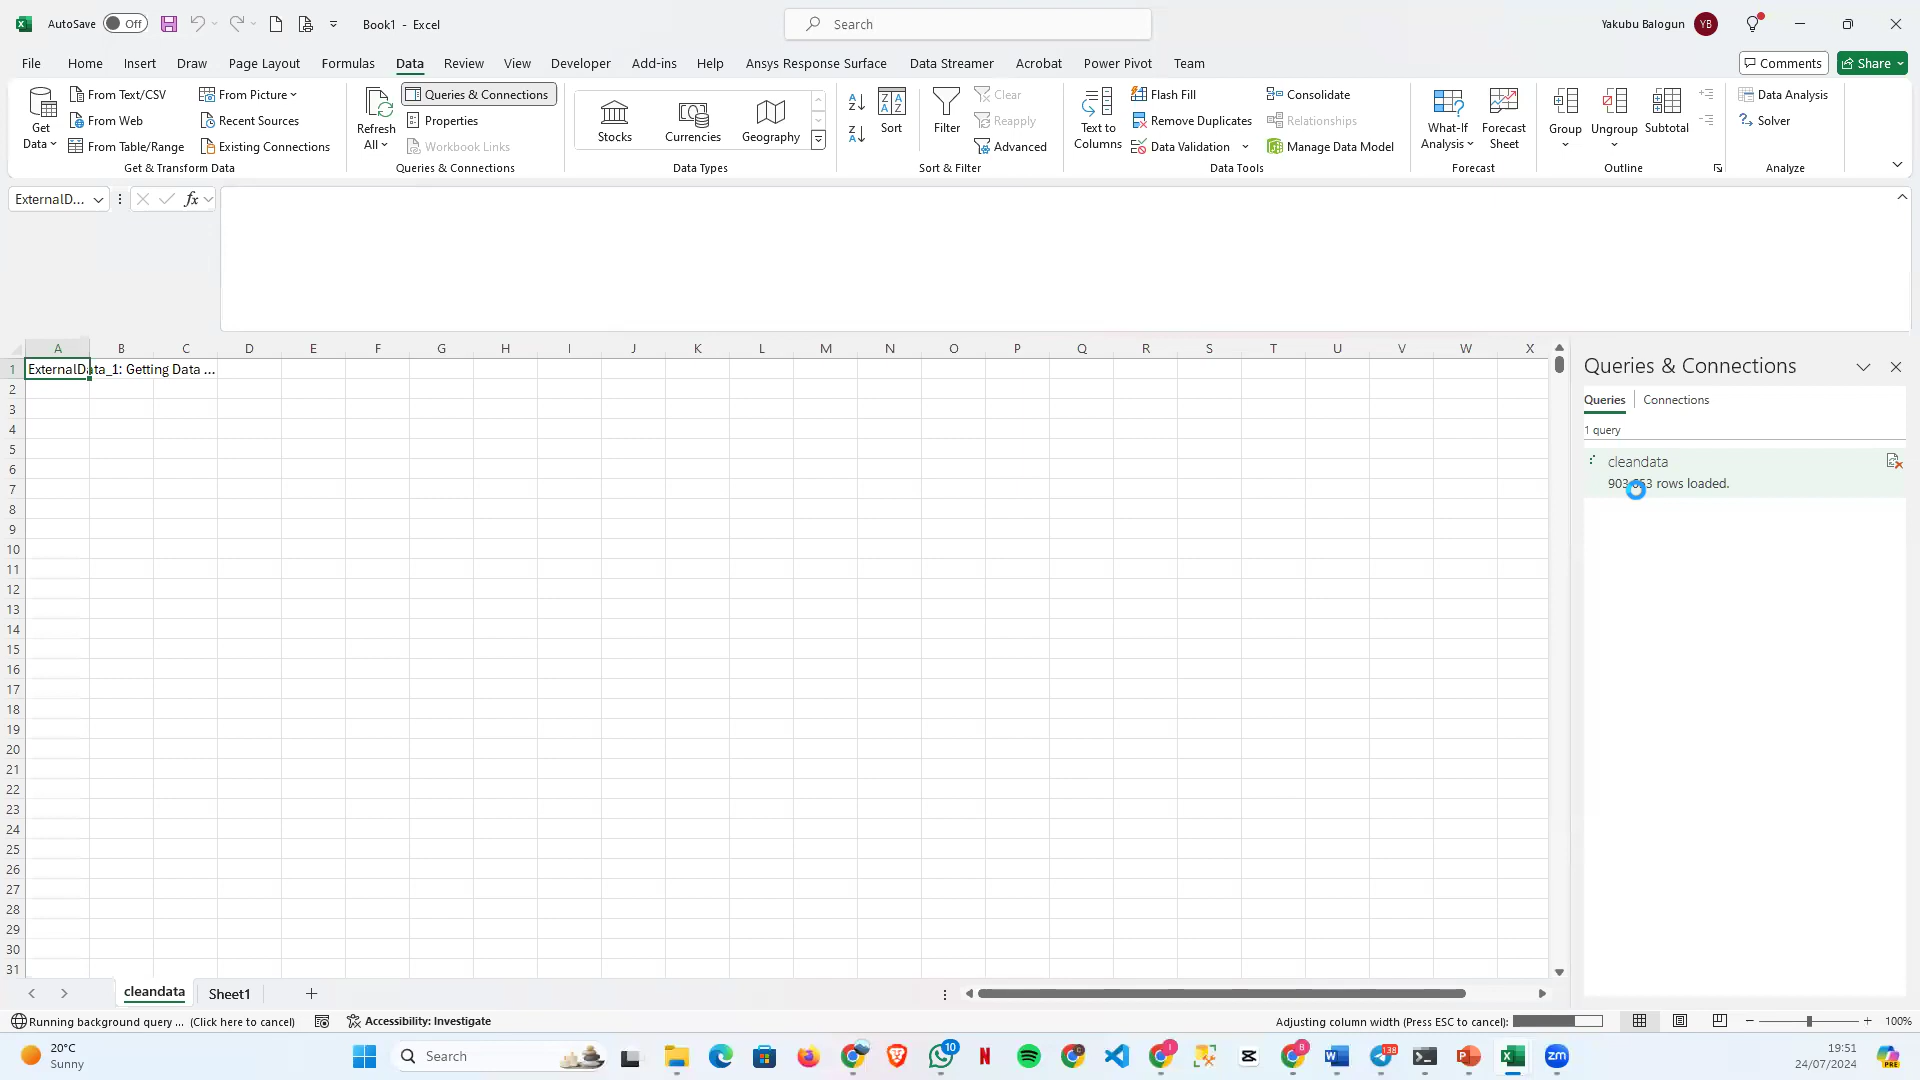 AutoSave Off Book1 - Excel Search Yakubu Balogun YB
File Home Insert Draw Page Layout Formulas Data Review View Developer Add-ins Help Ansys Response Surface Data Streamer Acrobat Power Pivot Team Comments Share
Get Data
From Text/CSV
From Web
From Table/Range
From Picture
Recent Sources
Existing Connections
Get & Transform Data
Refresh All
Queries & Connections
Properties
Workbook Links
Queries & Connections
Stocks
Currencies
Geography
Data Types
Sort
Filter
Clear
Reapply
Advanced
Sort & Filter
Text to Columns
Flash Fill
Remove Duplicates
Data Validation
Consolidate
Relationships
Manage Data Model
Data Tools
What-If Analysis
Forecast Sheet
Forecast
Group
Ungroup
Subtotal
Outline
Data Analysis
Solver
Analyze
ExternalD... fx
A B C D E F G H I J K L M N O P Q R S T U V W X
1 ExternalData_1: Getting Data ...
2
3
4
5
6
7
8
9
10
11
12
13
14
15
16
17
18
19
20
21
22
23
24
25
26
27
28
29
30
31
Queries & Connections
Queries Connections
1 query
cleandata
rows loaded.
cleandata Sheet1
Running background query ... (Click here to cancel) Accessibility: Investigate Adjusting column width (Press ESC to cancel): 100%
20°C
Sunny
Search
10
138
19:51
24/07/2024